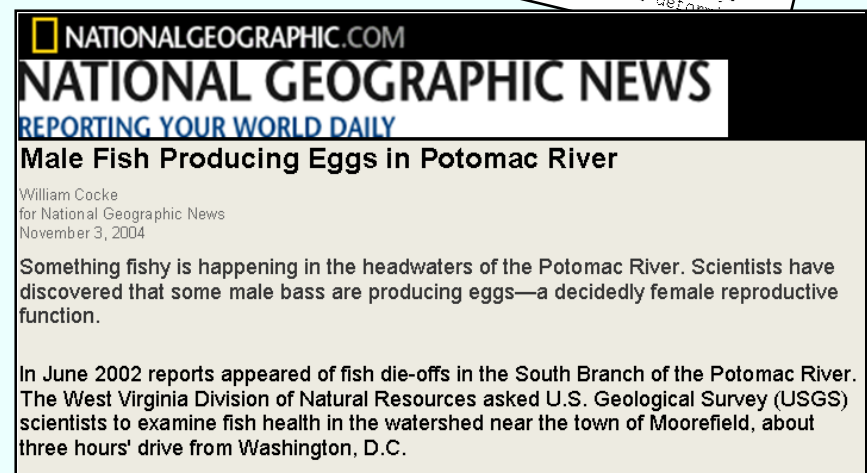 NATIONALGEOGRAPHIC.COM
NATIONAL GEOGRAPHIC NEWS
REPORTING YOUR WORLD DAILY
Male Fish Producing Eggs in Potomac River
William Cocke
for National Geographic News
November 3, 2004
Something fishy is happening in the headwaters of the Potomac River. Scientists have
discovered that some male bass are producing eggs—a decidedly female reproductive
function.
In June 2002 reports appeared of fish die-offs in the South Branch of the Potomac River.
The West Virginia Division of Natural Resources asked U.S. Geological Survey (USGS)
scientists to examine fish health in the watershed near the town of Moorefield, about
three hours' drive from Washington, D.C.